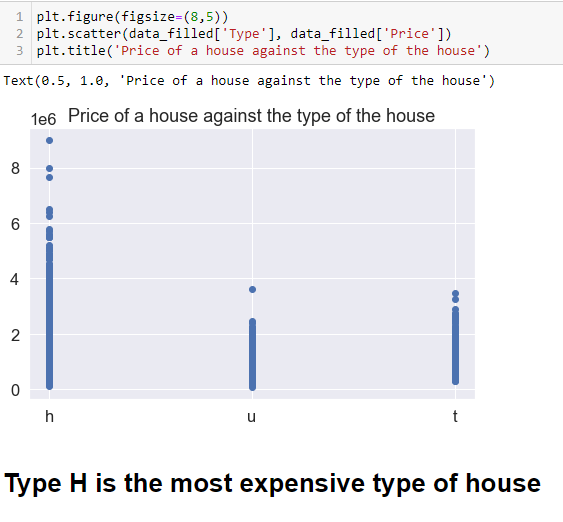 1 plt.figure(figsize=(8,5))
2 plt.scatter(data_filled['Type'], data_filled['Price'])
3 plt.title('Price of a house against the type of the house')
Text(0.5, 1.0, 'Price of a house against the type of the house')
1e6 Price of a house against the type of the house
8
6
4
2
0
h u t
Type H is the most expensive type of house